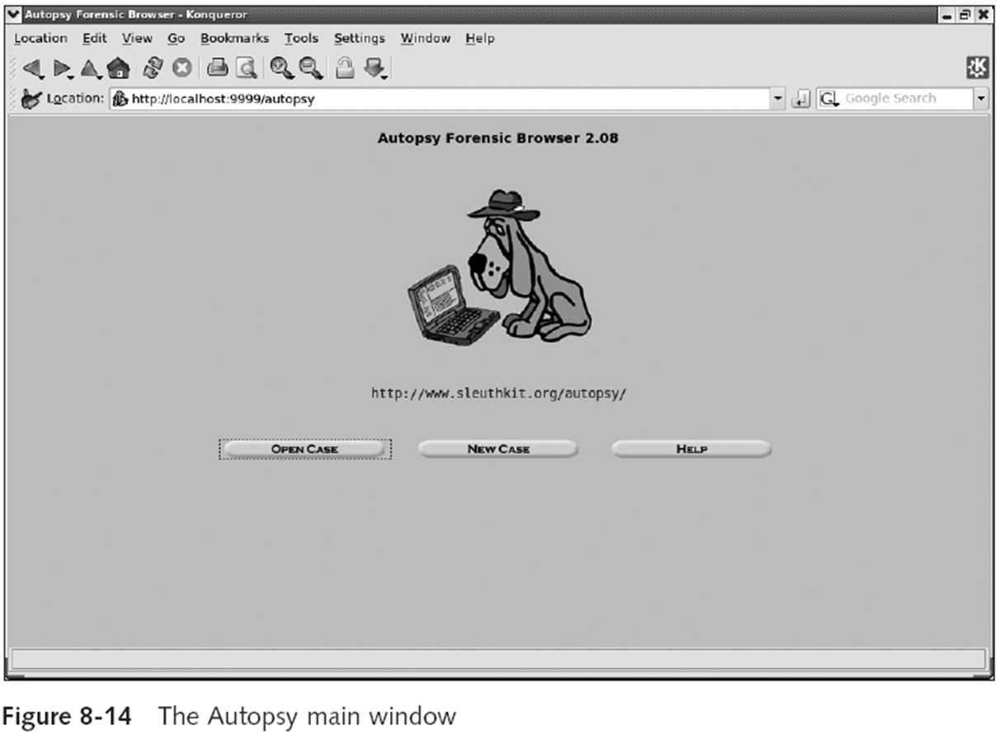 Autopsy Forensic Browser - Konqueror
Location Edit View Go Bookmarks Tools Settings Window Help
Location: http://localhost:9999/autopsy Google Search
Autopsy Forensic Browser 2.08
http://www.sleuthkit.org/autopsy/
OPEN CASE NEW CASE HELP
Figure 8-14 The Autopsy main window